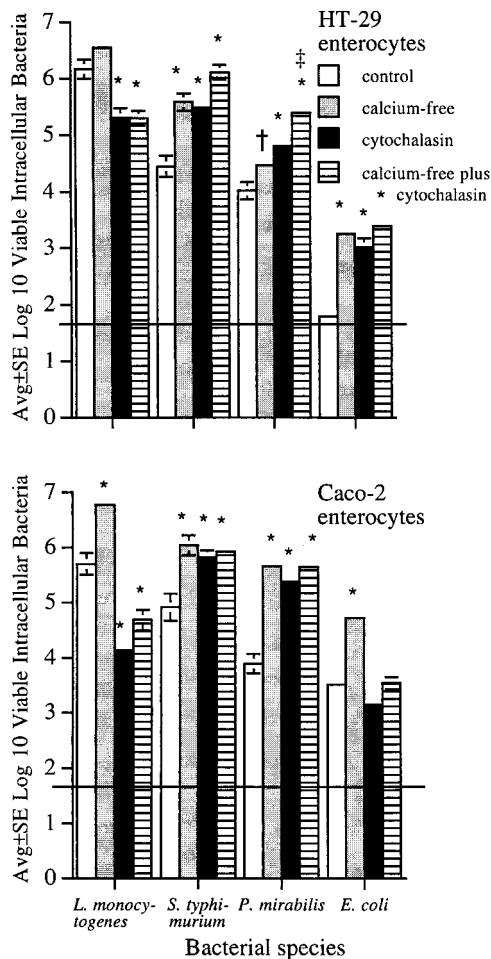 HT-29
enterocytes
control
calcium-free
cytochalasin
calcium-free plus
* cytochalasin
Avg±SE Log 10 Viable Intracellular Bacteria
7
6
5
4
3
2
1
0
* *
* * *
† * * ‡
* * 
Caco-2
enterocytes
Avg±SE Log 10 Viable Intracellular Bacteria
7
6
5
4
3
2
1
0
* * *
* * *
* * *
*
L. monocy-
togenes
S. typhi-
murium
P. mirabilis
E. coli
Bacterial species